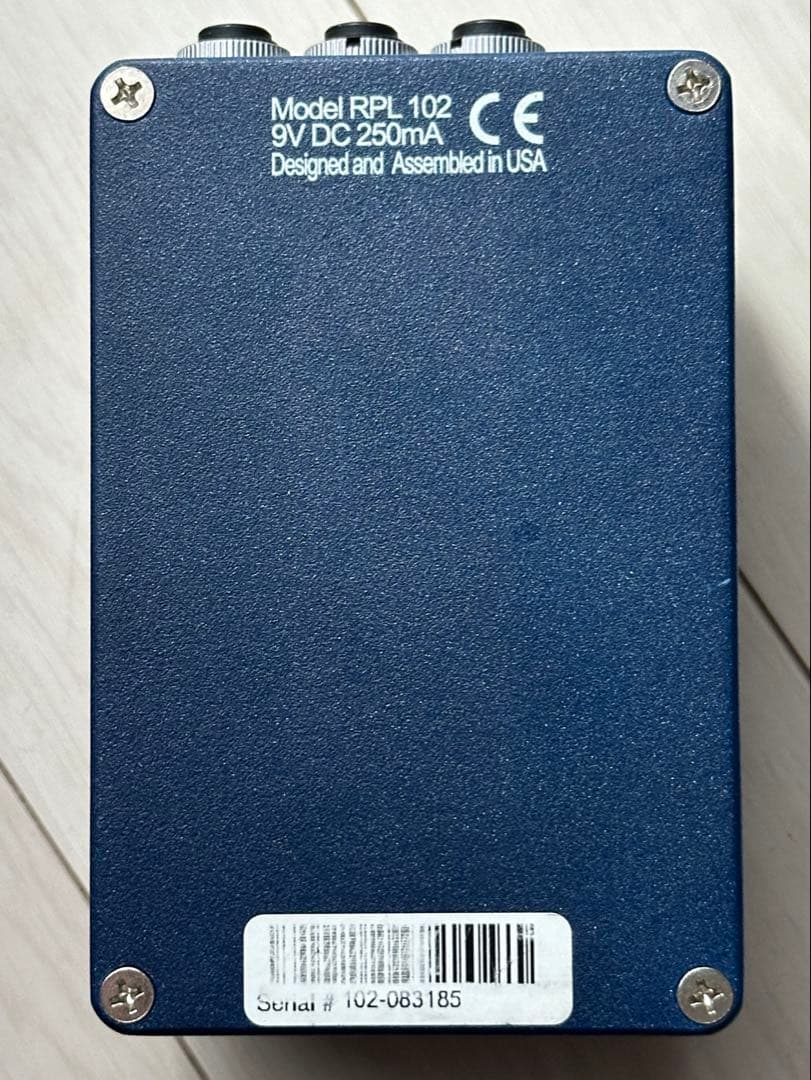 Model RPL 102 CE
9V DC 250mA
Designed and Assembled in USA
Serial # 102-083185